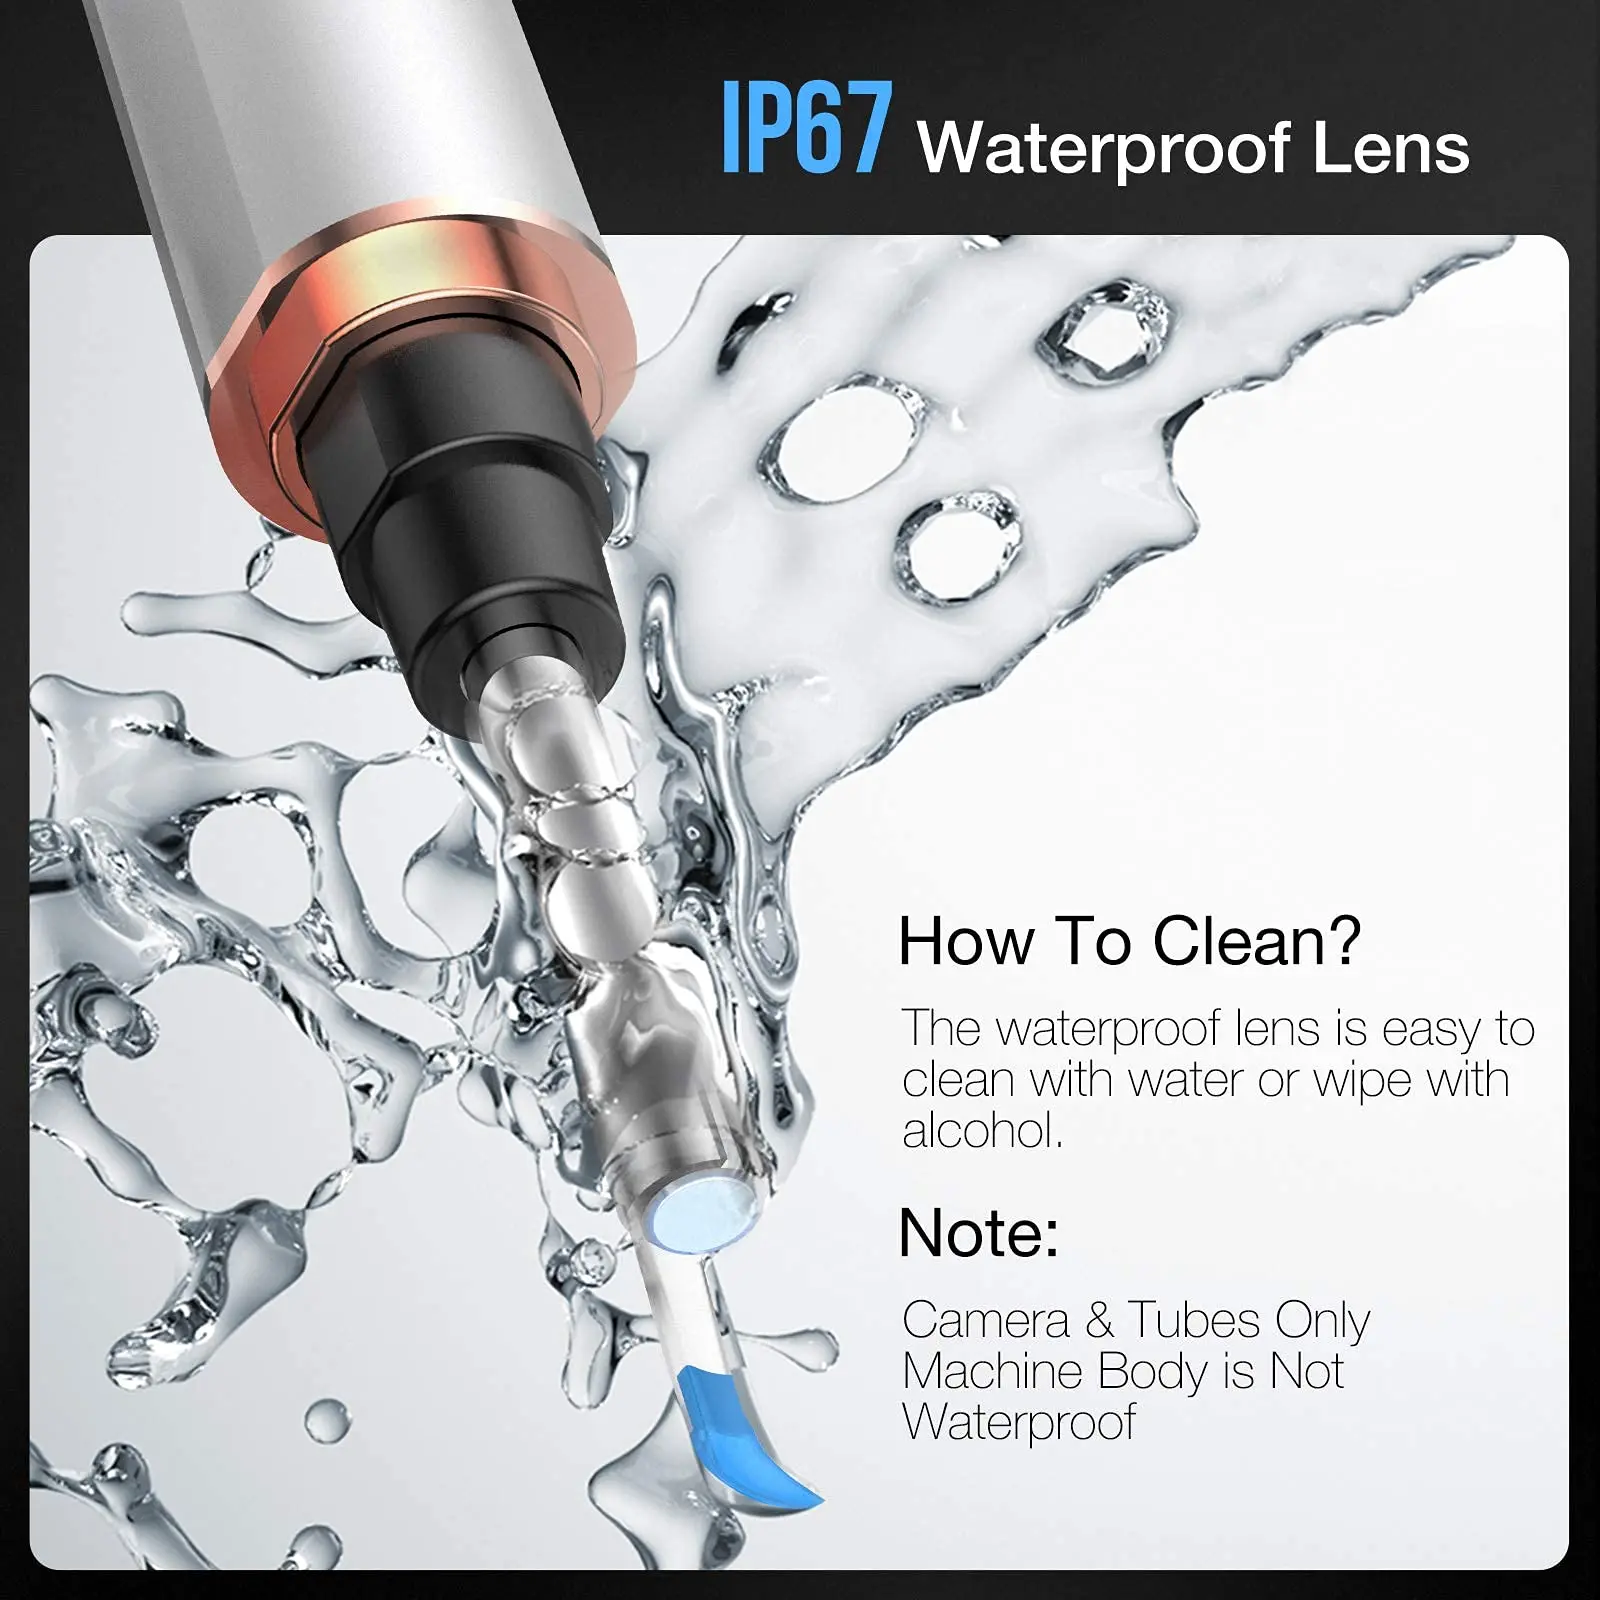 IP67 Waterproof Lens
How To Clean?
The waterproof lens is easy to
clean with water or wipe with
alcohol.
Note:
Camera & Tubes Only
Machine Body is Not
Waterproof